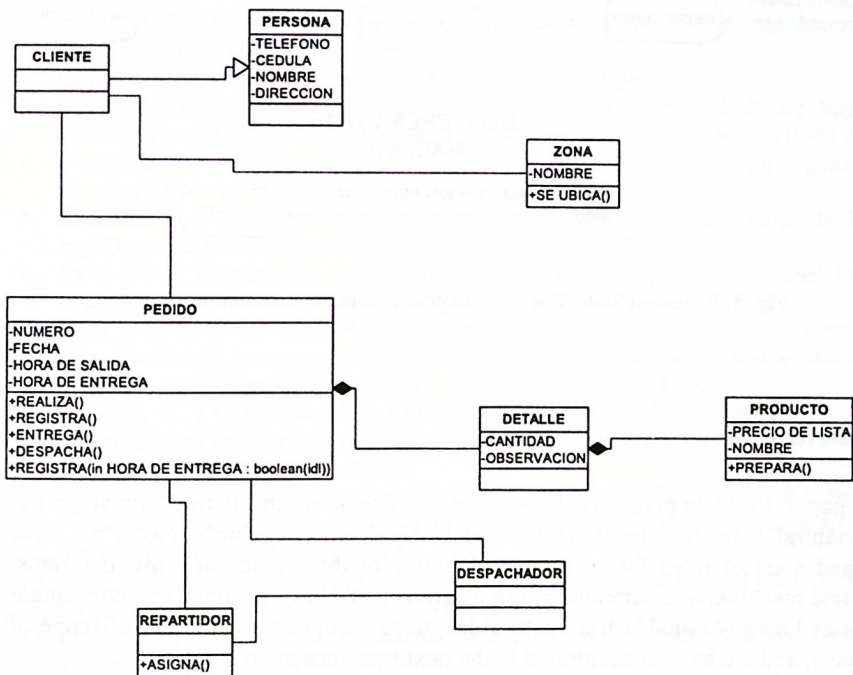 PERSONA
-TELEFONO
-CEDULA
-NOMBRE
-DIRECCION
CLIENTE
ZONA
-NOMBRE
+SE UBICA()
PEDIDO
-NUMERO
-FECHA
-HORA DE SALIDA
-HORA DE ENTREGA
+REALIZA()
+REGISTRA()
+ENTREGA()
+DESPACHA()
+REGISTRA(in HORA DE ENTREGA : boolean(idl))
DETALLE
-CANTIDAD
-OBSERVACION
PRODUCTO
-PRECIO DE LISTA
-NOMBRE
+PREPARA()
DESPACHADOR
REPARTIDOR
+ASIGNA()